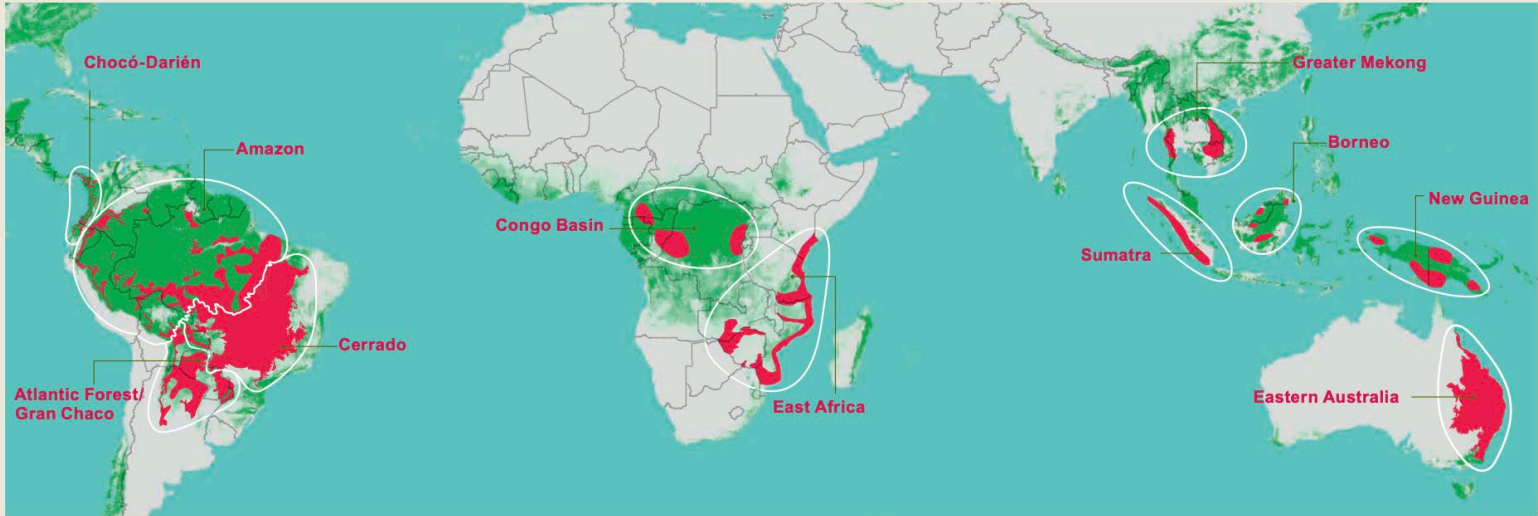 Chocó-Darién
Greater Mekong
Amazon
Borneo
New Guinea
Congo Basin
Sumatra
Cerrado
Atlantic Forest/
Gran Chaco
East Africa
Eastern Australia